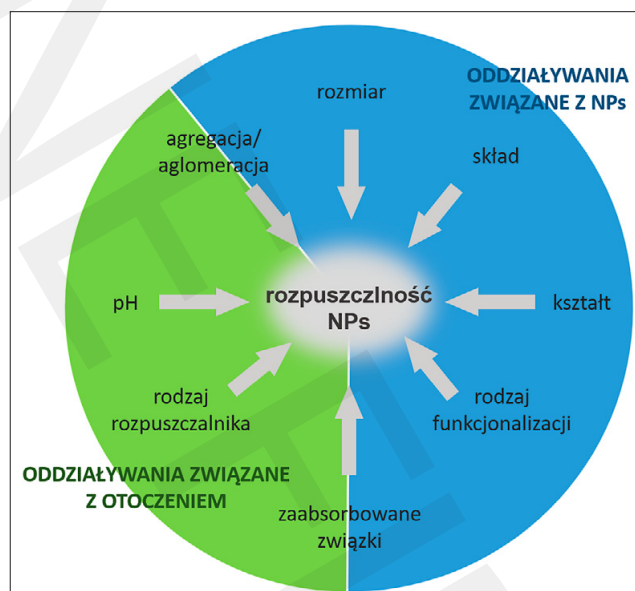 ODDZIAŁYWANIA
ZWIĄZANE Z NPs
rozmiar
agregacja/
aglomeracja
skład
rozpuszczlność
NPs
pH
kształt
rodzaj
rozpuszczalnika
rodzaj
funkcjonalizacji
ODDZIAŁYWANIA ZWIĄZANE
Z OTOCZENIEM
zaabsorbowane
związki